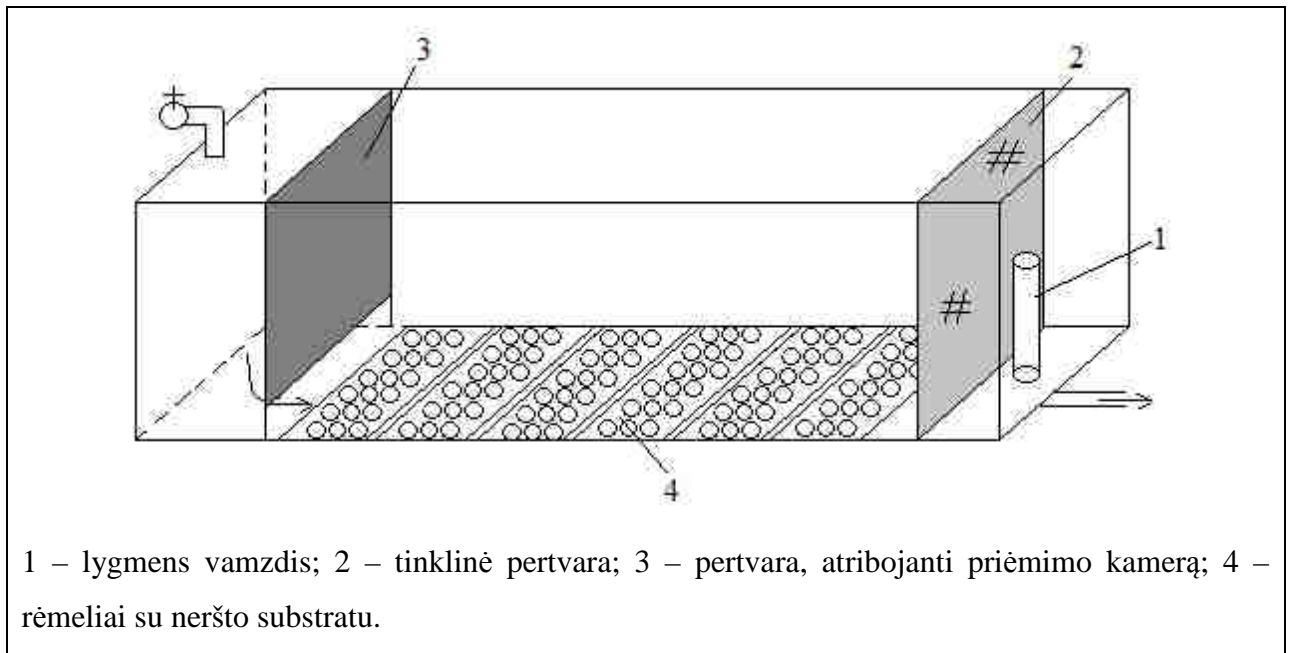 3
2
1
4
1 – lygmens vamzdis; 2 – tinklinė pertvara; 3 – pertvara, atribojanti priėmimo kamerą; 4 –
rėmeliai su neršto substratu.